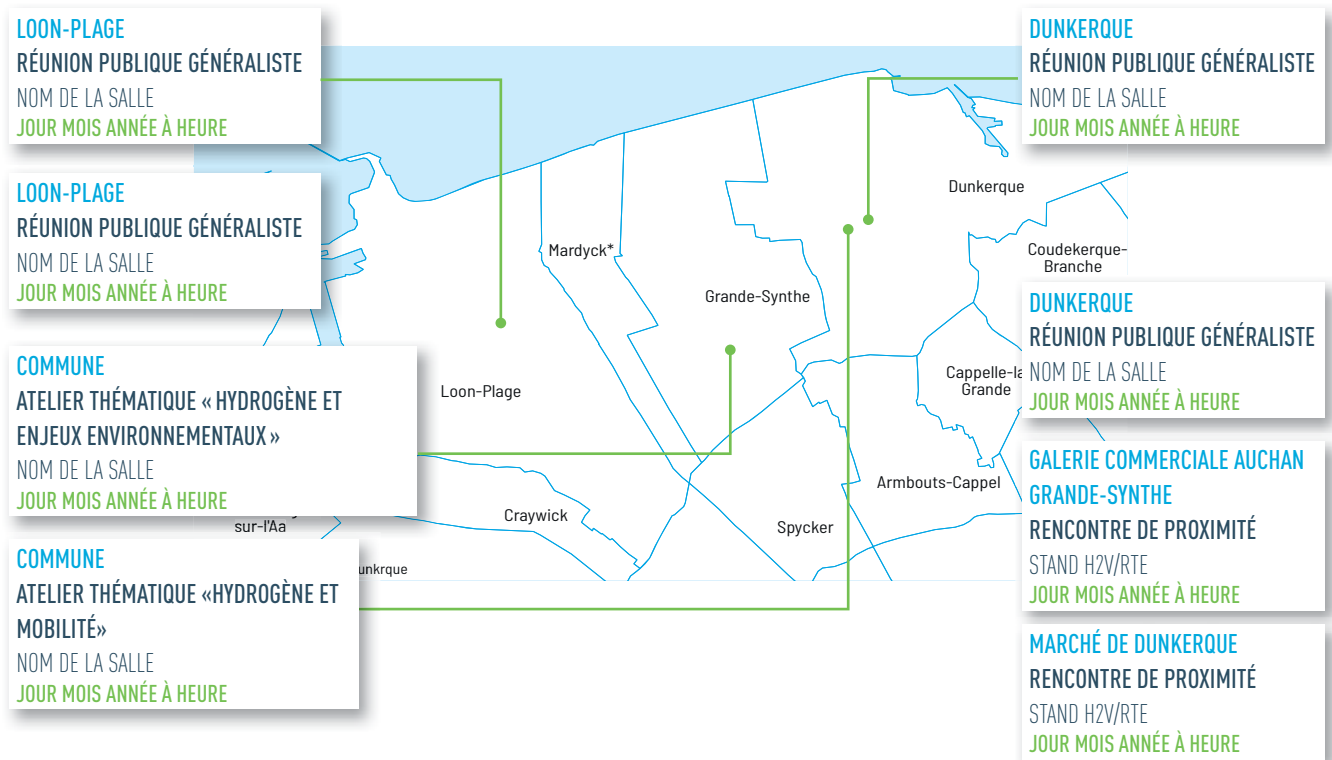 LOON-PLAGE
RÉUNION PUBLIQUE GÉNÉRALISTE
NOM DE LA SALLE
JOUR MOIS ANNÉE À HEURE
LOON-PLAGE
RÉUNION PUBLIQUE GÉNÉRALISTE
NOM DE LA SALLE
JOUR MOIS ANNÉE À HEURE
COMMUNE
ATELIER THÉMATIQUE « HYDROGÈNE ET
ENJEUX ENVIRONNEMENTAUX »
NOM DE LA SALLE
JOUR MOIS ANNÉE À HEURE
COMMUNE
ATELIER THÉMATIQUE «HYDROGÈNE ET
MOBILITÉ»
NOM DE LA SALLE
JOUR MOIS ANNÉE À HEURE
Mardyck*
Grande-Synthe
Loon-Plage
Craywick
sur-l'Aa
unkrque
Spycker
Armbouts-Cappel
Cappelle-la
Grande
Dunkerque
Coudekerque-
Branche
DUNKERQUE
RÉUNION PUBLIQUE GÉNÉRALISTE
NOM DE LA SALLE
JOUR MOIS ANNÉE À HEURE
DUNKERQUE
RÉUNION PUBLIQUE GÉNÉRALISTE
NOM DE LA SALLE
JOUR MOIS ANNÉE À HEURE
GALERIE COMMERCIALE AUCHAN
GRANDE-SYNTHE
RENCONTRE DE PROXIMITÉ
STAND H2V/RTE
JOUR MOIS ANNÉE À HEURE
MARCHÉ DE DUNKERQUE
RENCONTRE DE PROXIMITÉ
STAND H2V/RTE
JOUR MOIS ANNÉE À HEURE